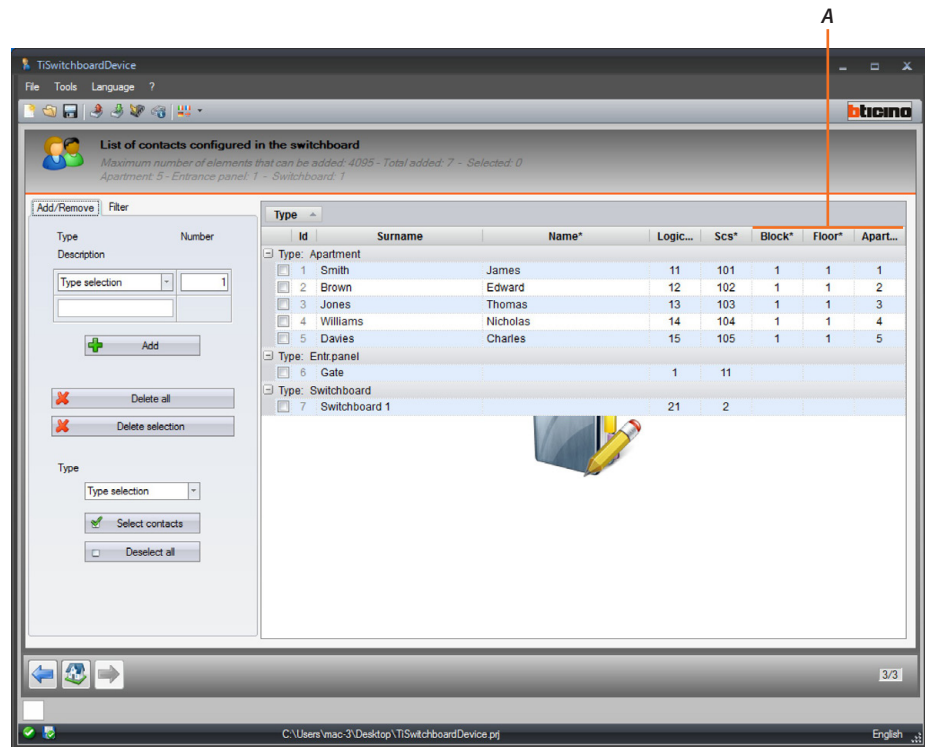 A
TiSwitchboardDevice
File Tools Language ?
bticino
List of contacts configured in the switchboard
Maximum number of elements that can be added: 4095 - Total added: 7 - Selected: 0
Apartment: 5 - Entrance panel: 1 - Switchboard: 1
Add/Remove Filter
Type Number
Description
Type selection 1
Add
Delete all
Delete selection
Type
Type selection
Select contacts
Deselect all
Type
Id Surname Name* Logic... Scs* Block* Floor* Apart...
Type: Apartment
1 Smith James 11 101 1 1 1
2 Brown Edward 12 102 1 1 2
3 Jones Thomas 13 103 1 1 3
4 Williams Nicholas 14 104 1 1 4
5 Davies Charles 15 105 1 1 5
Type: Entr.panel
6 Gate 1 11
Type: Switchboard
7 Switchboard 1 21 2
3/3
C:\Users\mac-3\Desktop\TiSwitchboardDevice.prj English